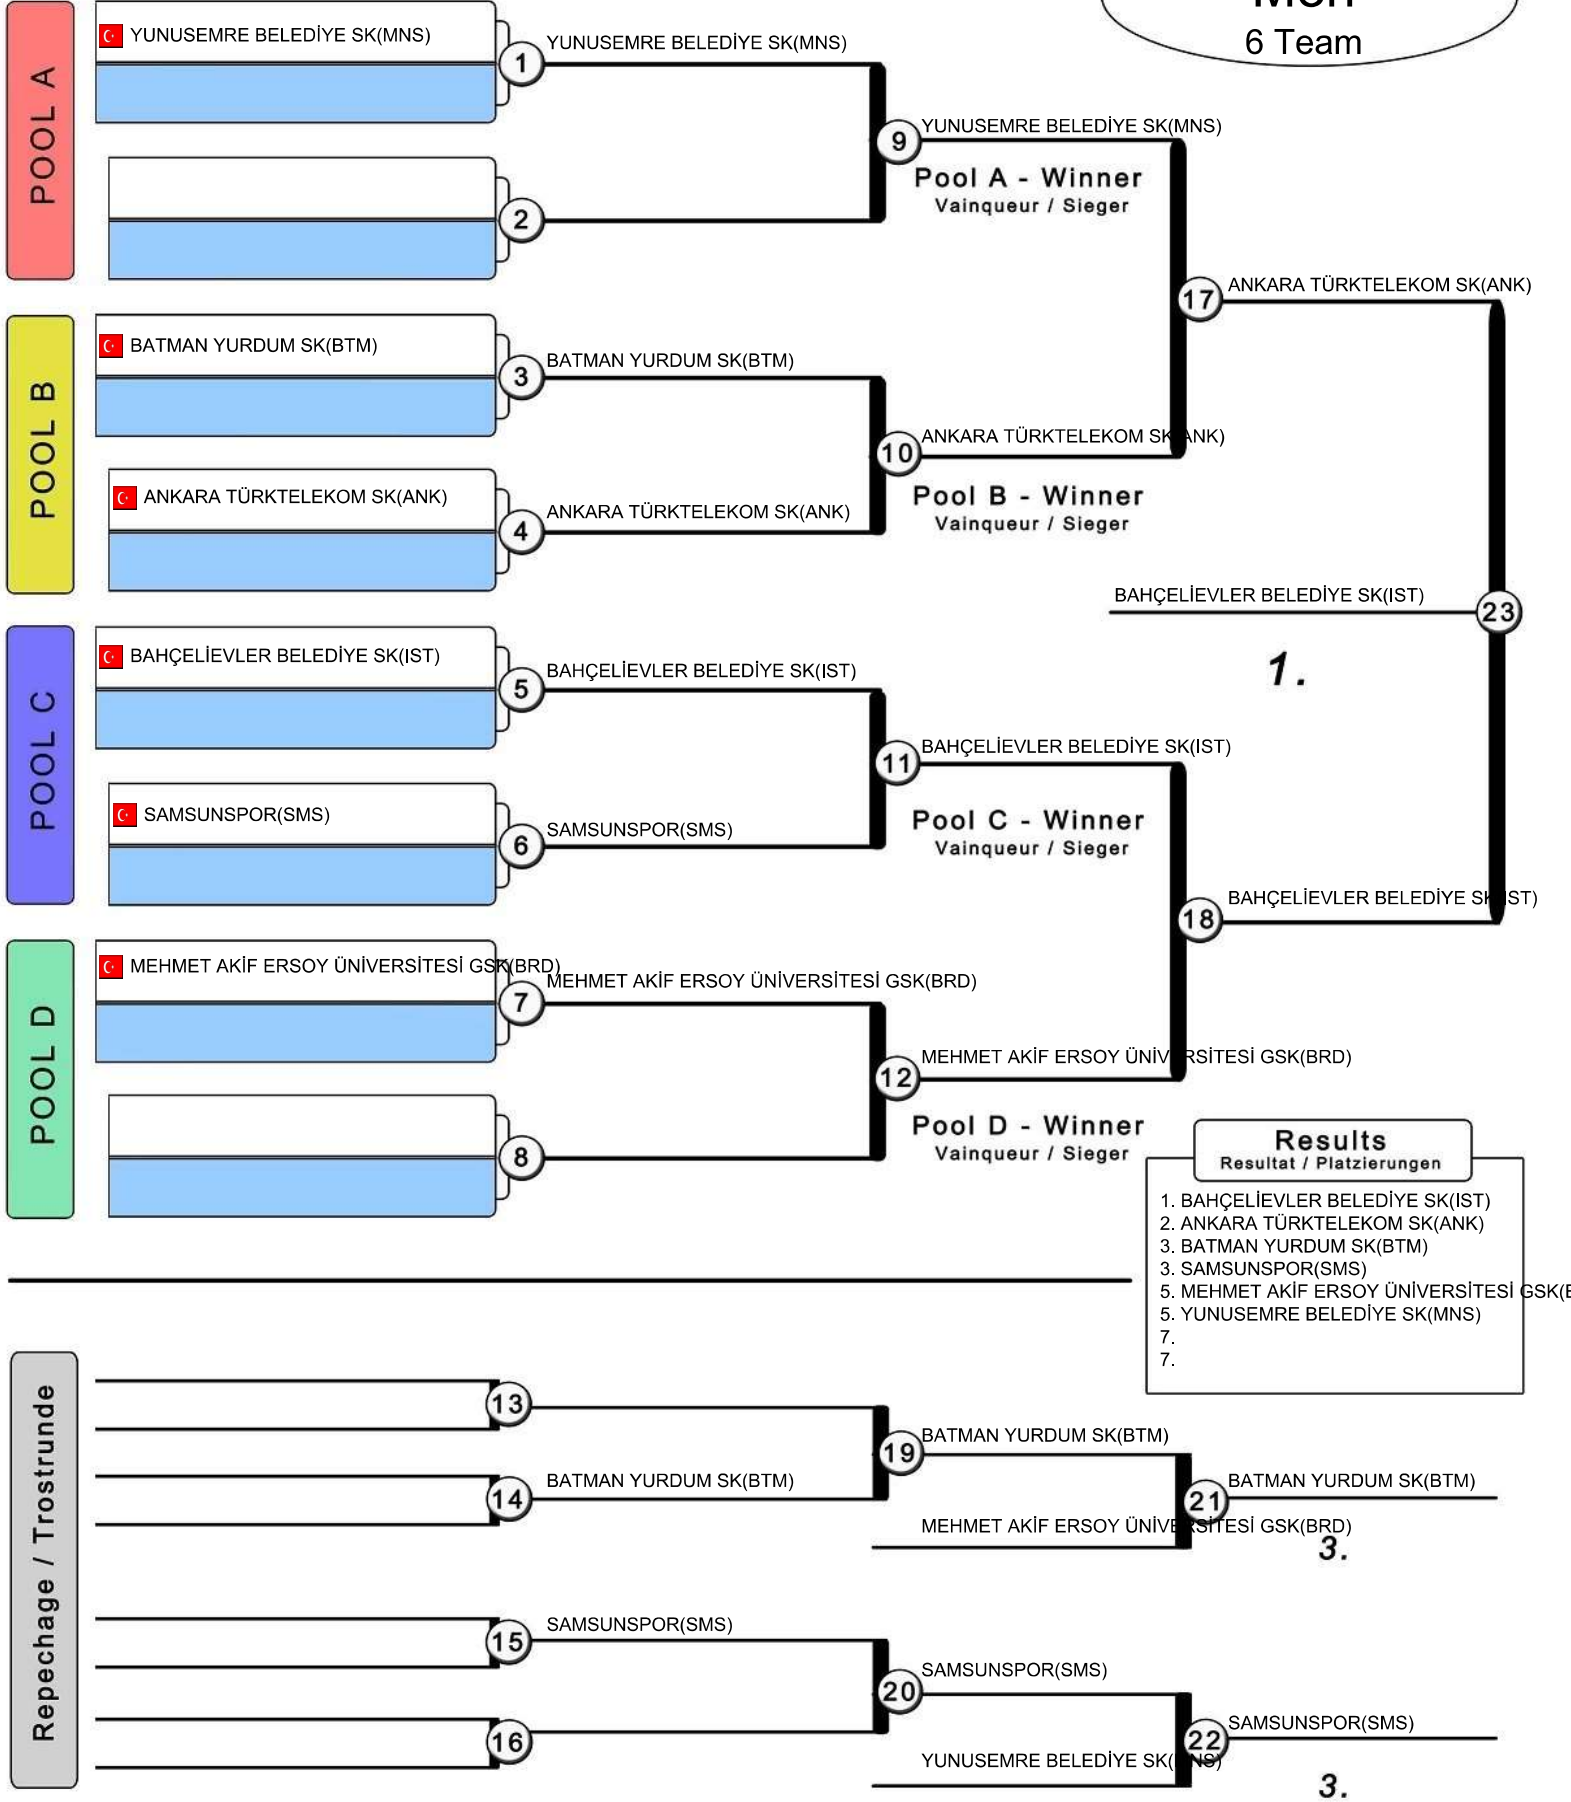 Men
6 Team
POOL A
YUNUSEMRE BELEDİYE SK(MNS)
1
YUNUSEMRE BELEDİYE SK(MNS)
2
9
YUNUSEMRE BELEDİYE SK(MNS)
Pool A - Winner
Vainqueur / Sieger
17
ANKARA TÜRKTELEKOM SK(ANK)
POOL B
BATMAN YURDUM SK(BTM)
3
BATMAN YURDUM SK(BTM)
ANKARA TÜRKTELEKOM SK(ANK)
4
ANKARA TÜRKTELEKOM SK(ANK)
10
ANKARA TÜRKTELEKOM SK(ANK)
Pool B - Winner
Vainqueur / Sieger
BAHÇELİEVLER BELEDİYE SK(IST)
23
1.
POOL C
BAHÇELİEVLER BELEDİYE SK(IST)
5
BAHÇELİEVLER BELEDİYE SK(IST)
SAMSUNSPOR(SMS)
6
SAMSUNSPOR(SMS)
11
BAHÇELİEVLER BELEDİYE SK(IST)
Pool C - Winner
Vainqueur / Sieger
18
BAHÇELİEVLER BELEDİYE SK(IST)
POOL D
MEHMET AKİF ERSOY ÜNİVERSİTESİ GSK(BRD)
7
MEHMET AKİF ERSOY ÜNİVERSİTESİ GSK(BRD)
8
12
MEHMET AKİF ERSOY ÜNİVERSİTESİ GSK(BRD)
Pool D - Winner
Vainqueur / Sieger
Results
Resultat / Platzierungen
1. BAHÇELİEVLER BELEDİYE SK(IST)
2. ANKARA TÜRKTELEKOM SK(ANK)
3. BATMAN YURDUM SK(BTM)
3. SAMSUNSPOR(SMS)
5. MEHMET AKİF ERSOY ÜNİVERSİTESİ GSK(
5. YUNUSEMRE BELEDİYE SK(MNS)
7.
7.
Repechage / Trostrunde
13
14
BATMAN YURDUM SK(BTM)
19
BATMAN YURDUM SK(BTM)
MEHMET AKİF ERSOY ÜNİVERSİTESİ GSK(BRD)
21
BATMAN YURDUM SK(BTM)
3.
15
SAMSUNSPOR(SMS)
16
20
SAMSUNSPOR(SMS)
YUNUSEMRE BELEDİYE SK(MNS)
22
SAMSUNSPOR(SMS)
3.